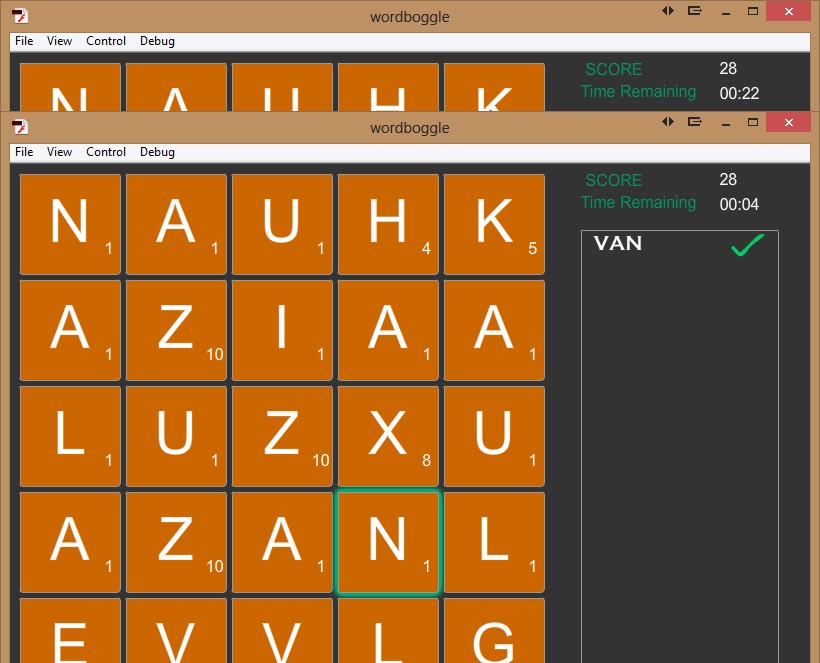 wordboggle
File View Control Debug
SCORE 28
Time Remaining 00:22
N A U H K
wordboggle
File View Control Debug
SCORE 28
Time Remaining 00:04
VAN
N 1 A 1 U 1 H 4 K 5
A 1 Z 10 I 1 A 1 A 1
L 1 U 1 Z 10 X 8 U 1
A 1 Z 10 A 1 N 1 L 1
E V V L G